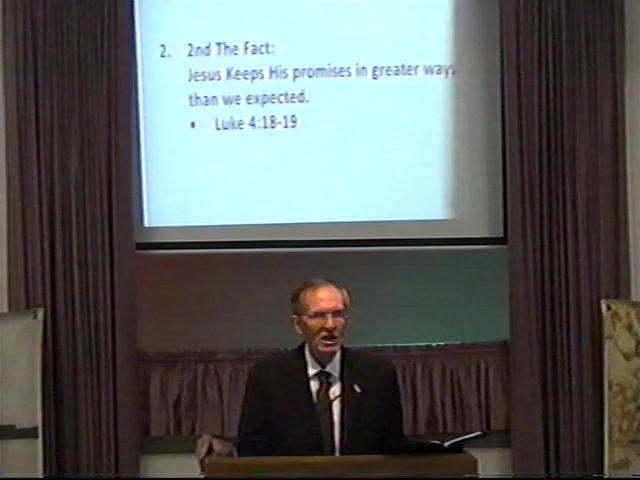 2. 2nd The Fact:
Jesus Keeps His promises in greater ways
than we expected.
• Luke 4:18-19